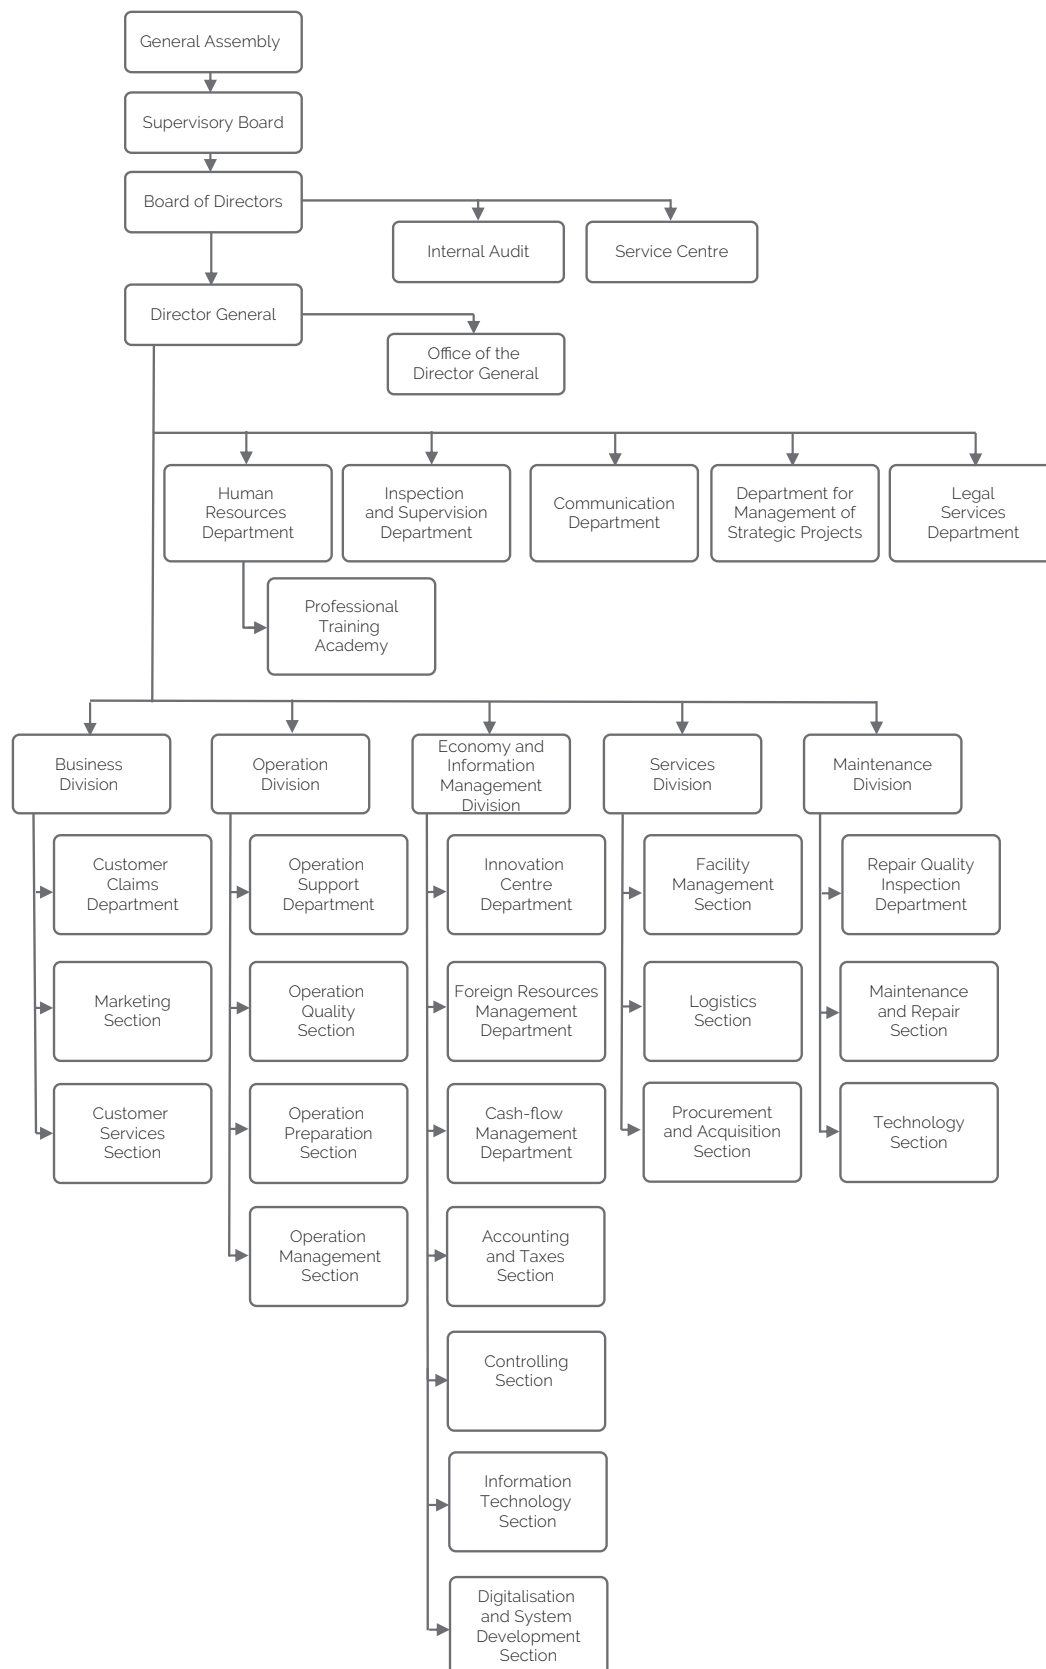 General Assembly
Supervisory Board
Board of Directors
Internal Audit
Service Centre
Director General
Office of the
Director General
Human
Resources
Department
Inspection
and Supervision
Department
Communication
Department
Department for
Management of
Strategic Projects
Legal
Services
Department
Professional
Training
Academy
Business
Division
Operation
Division
Economy and
Information
Management
Division
Services
Division
Maintenance
Division
Customer
Claims
Department
Operation
Support
Department
Innovation
Centre
Department
Facility
Management
Section
Repair Quality
Inspection
Department
Marketing
Section
Operation
Quality
Section
Foreign Resources
Management
Department
Logistics
Section
Maintenance
and Repair
Section
Customer
Services
Section
Operation
Preparation
Section
Cash-flow
Management
Department
Procurement
and Acquisition
Section
Technology
Section
Operation
Management
Section
Accounting
and Taxes
Section
Controlling
Section
Information
Technology
Section
Digitalisation
and System
Development
Section